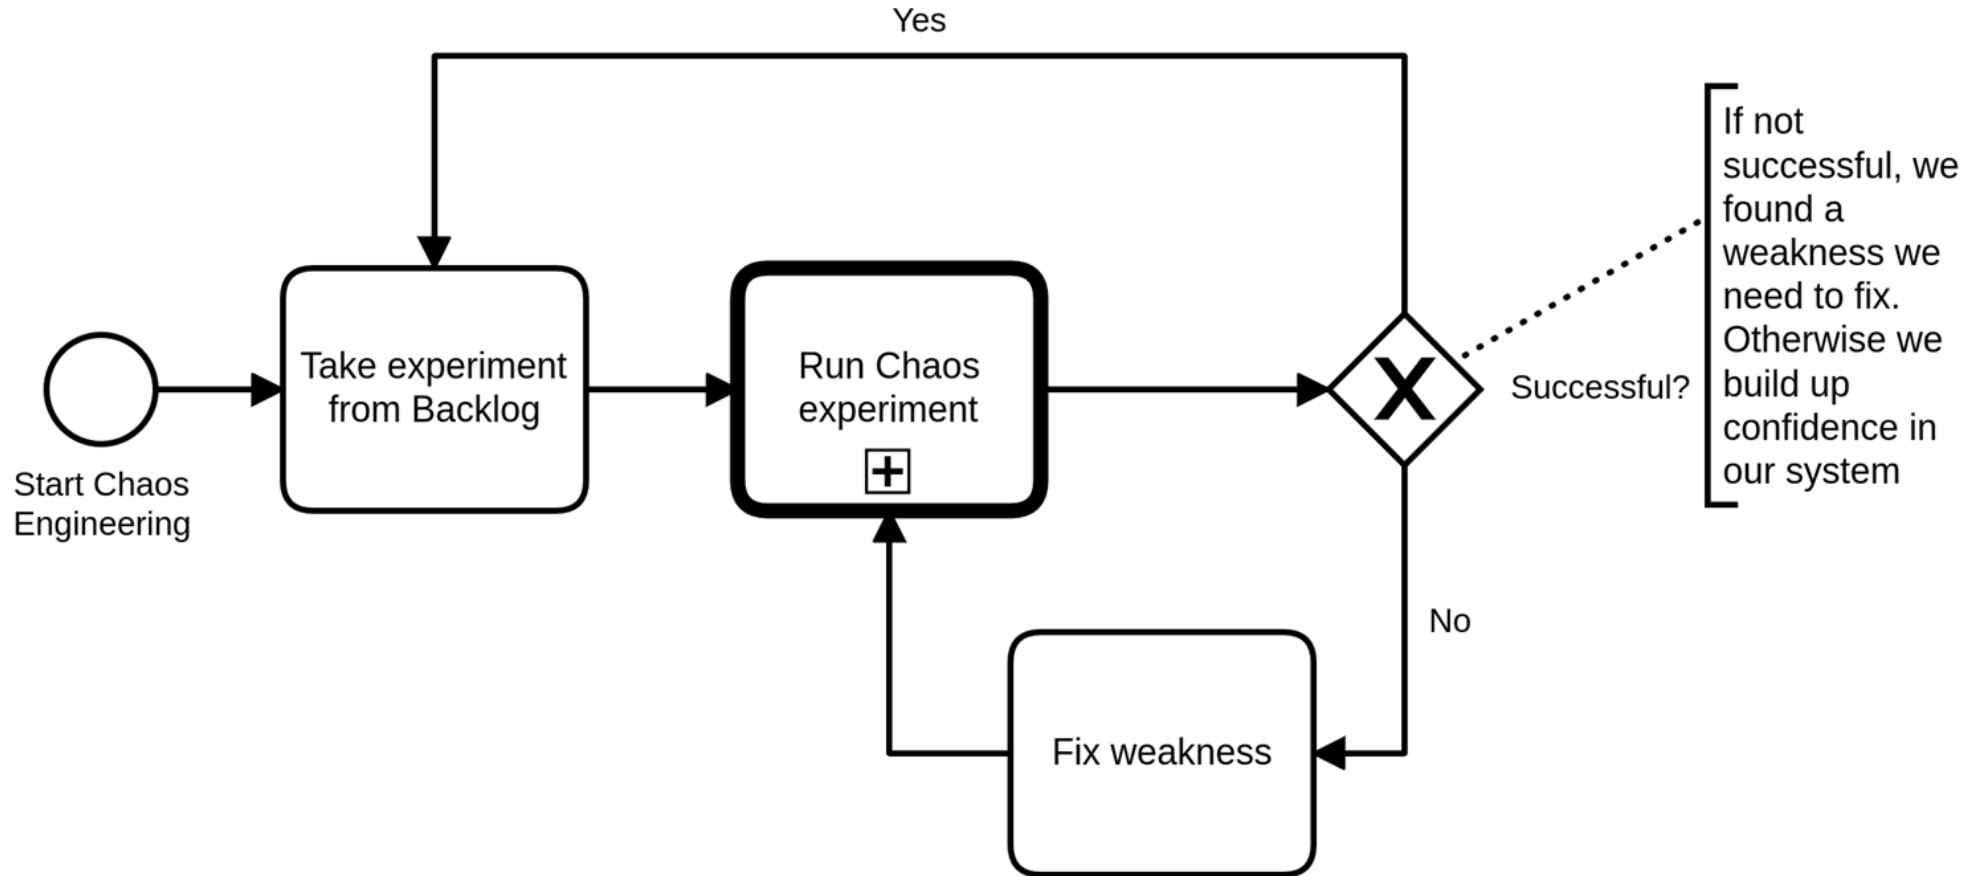 Yes
Start Chaos
Engineering
Take experiment
from Backlog
Run Chaos
experiment
X
Successful?
If not
successful, we
found a
weakness we
need to fix.
Otherwise we
build up
confidence in
our system
No
Fix weakness